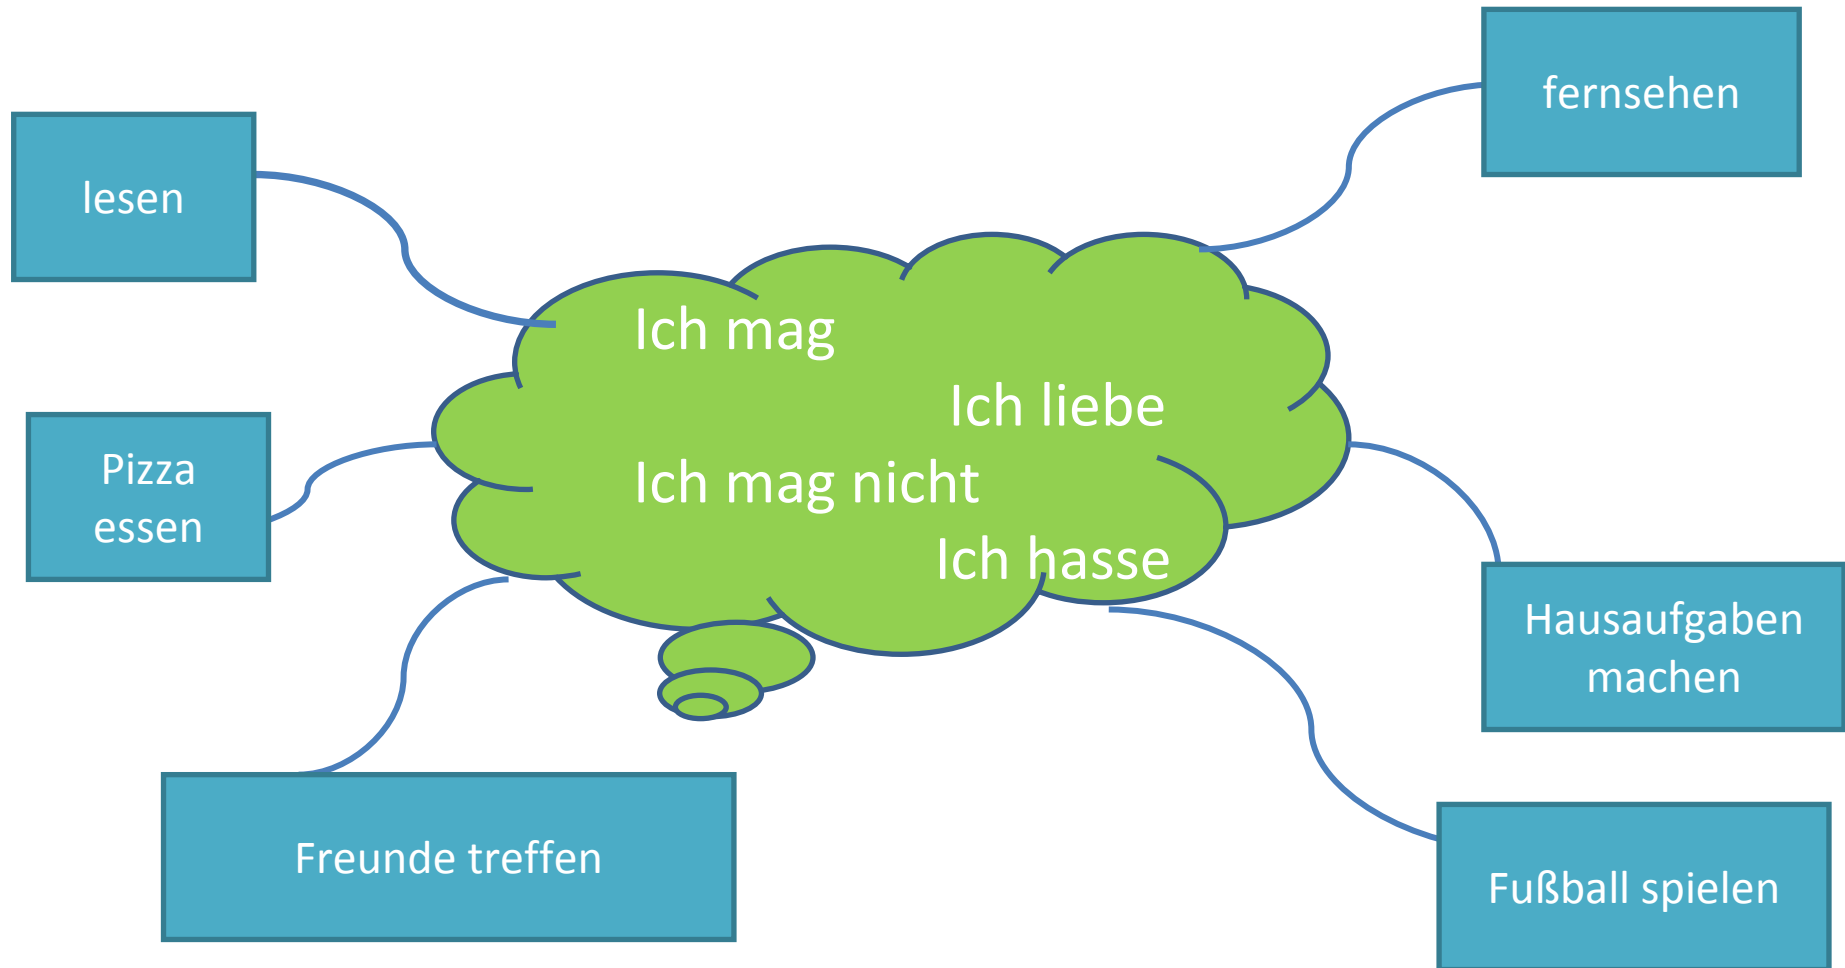 fernsehen
lesen
Ich mag
Ich liebe
Pizza
essen
Ich mag nicht
Ich hasse
Hausaufgaben
machen
Freunde treffen
Fußball spielen